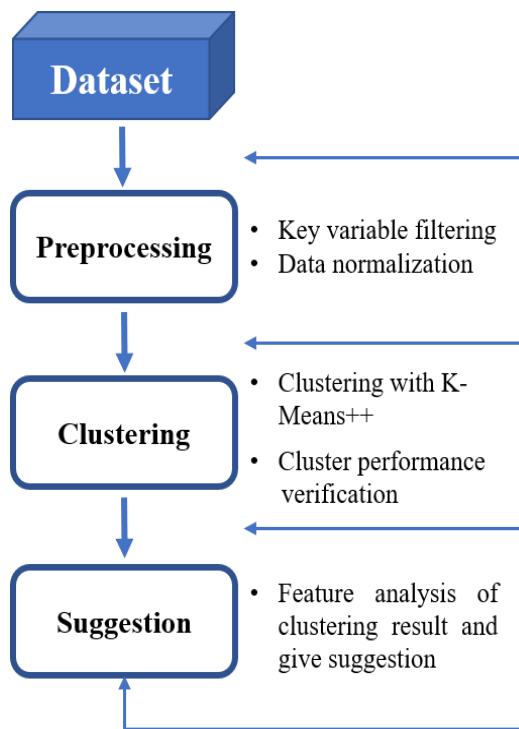 Dataset
Preprocessing
• Key variable filtering
• Data normalization
Clustering
• Clustering with K-
Means++
• Cluster performance
verification
Suggestion
• Feature analysis of
clustering result and
give suggestion